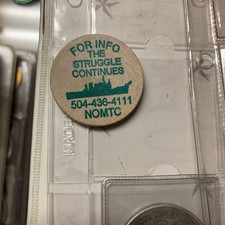 FOR INFO
THE
STRUGGLE
CONTINUES
504-436-4111
NOMTC